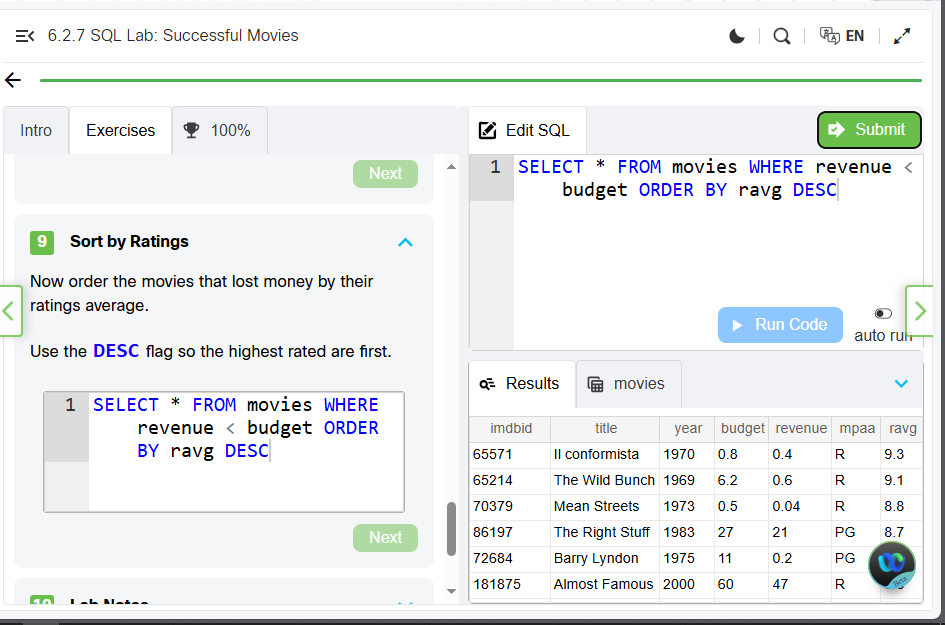 6.2.7 SQL Lab: Successful Movies
EN
Intro
Exercises
100%
Next
9
Sort by Ratings
Now order the movies that lost money by their
ratings average.
Use the DESC flag so the highest rated are first.
1
SELECT * FROM movies WHERE
revenue < budget ORDER
BY ravg DESC
Next
10
Lab Notes
Edit SQL
Submit
1
SELECT * FROM movies WHERE revenue <
budget ORDER BY ravg DESC
Run Code
auto run
Results
movies
imdbid title year budget revenue mpaa ravg
65571 Il conformista 1970 0.8 0.4 R 9.3
65214 The Wild Bunch 1969 6.2 0.6 R 9.1
70379 Mean Streets 1973 0.5 0.04 R 8.8
86197 The Right Stuff 1983 27 21 PG 8.7
72684 Barry Lyndon 1975 11 0.2 PG
181875 Almost Famous 2000 60 47 R
Beta